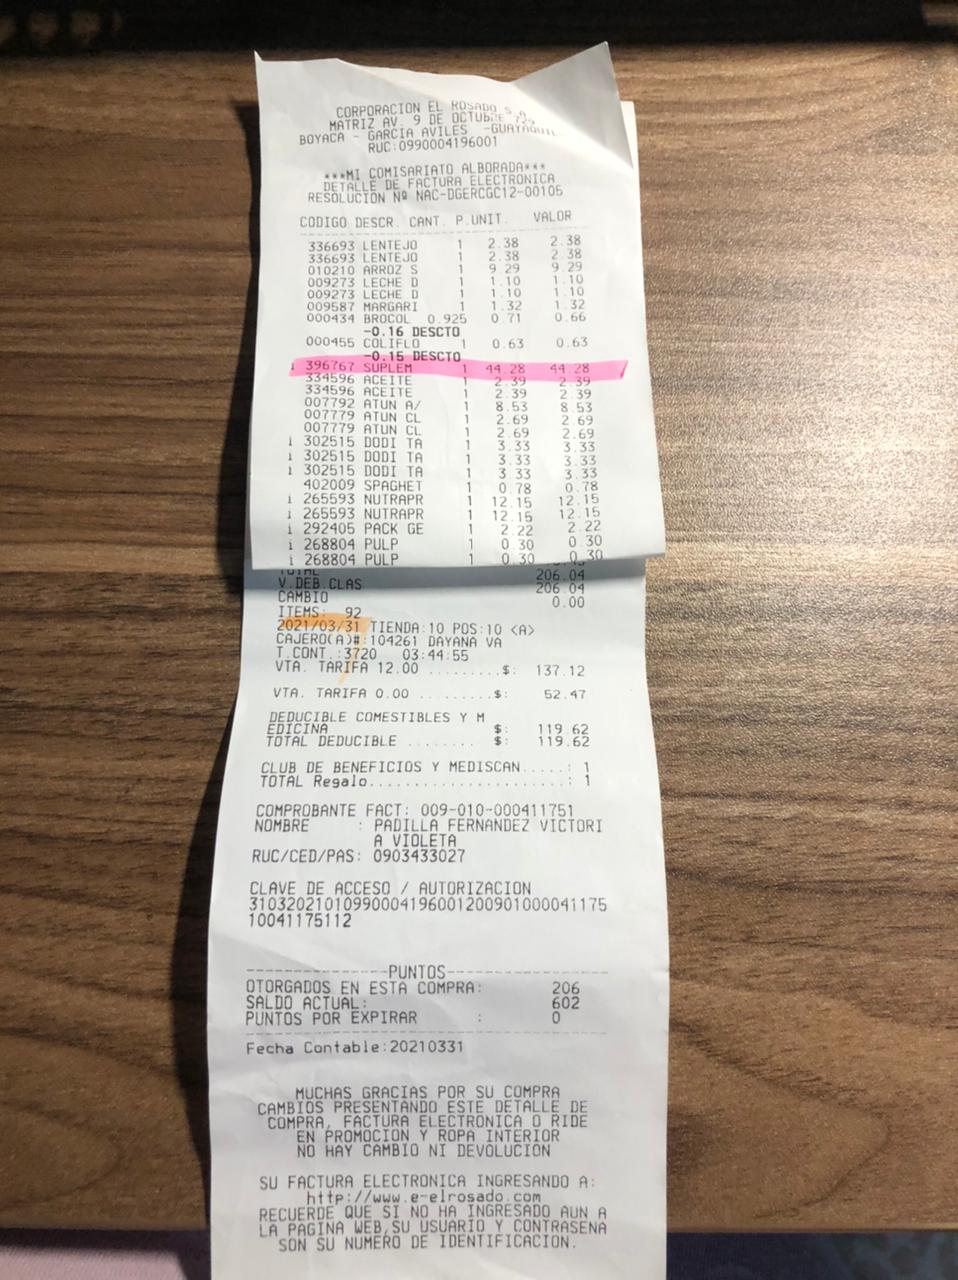 CORPORACION EL ROSADO S.A.
MATRIZ AV. 9 DE OCTUBRE 729
BOYACA - GARCIA AVILES -GUAYAQUIL
RUC:0990004196001
***MI COMISARIATO ALBORADA***
DETALLE DE FACTURA ELECTRONICA
RESOLUCION Nº NAC-DGERCGC12-00105
CODIGO DESCR. CANT. P.UNIT. VALOR
336693 LENTEJO 1 2.38 2.38
336693 LENTEJO 1 2.38 2.38
010210 ARROZ S 1 9.29 9.29
009273 LECHE D 1 1.10 1.10
009273 LECHE D 1 1.10 1.10
009587 MARGARI 1 1.32 1.32
000434 BROCOL 0.925 0.71 0.66
-0.16 DESCTO
000455 COLIFLO 1 0.63 0.63
-0.15 DESCTO
i 396767 SUPLEM 1 44.28 44.28
334596 ACEITE 1 2.39 2.39
334596 ACEITE 1 2.39 2.39
007792 ATUN A/ 1 8.53 8.53
007779 ATUN CL 1 2.69 2.69
007779 ATUN CL 1 2.69 2.69
i 302515 DODI TA 1 3.33 3.33
i 302515 DODI TA 1 3.33 3.33
i 302515 DODI TA 1 3.33 3.33
402009 SPAGHET 1 0.78 0.78
i 265593 NUTRAPR 1 12.15 12.15
i 265593 NUTRAPR 1 12.15 12.15
i 292405 PACK GE 1 2.22 2.22
i 268804 PULP 1 0.30 0.30
i 268804 PULP 1 0.30 0.30
TOTAL 206.04
V.DEB.CLAS 206.04
CAMBIO 0.00
ITEMS: 92
2021/03/31 TIENDA:10 POS:10 <A>
CAJERO(A)#:104261 DAYANA VA
T.CONT.:3720 03:44:55
VTA. TARIFA 12.00 .........$: 137.12
VTA. TARIFA 0.00 .........$: 52.47
DEDUCIBLE COMESTIBLES Y M
EDICINA $: 119.62
TOTAL DEDUCIBLE ........ $: 119.62
CLUB DE BENEFICIOS Y MEDISCAN.....: 1
TOTAL Regalo.......................: 1
COMPROBANTE FACT: 009-010-000411751
NOMBRE : PADILLA FERNANDEZ VICTORI
A VIOLETA
RUC/CED/PAS: 0903433027
CLAVE DE ACCESO / AUTORIZACION
31032021010990004196001200901000041175
10041175112
--------------PUNTOS----------------
OTORGADOS EN ESTA COMPRA: 206
SALDO ACTUAL: 602
PUNTOS POR EXPIRAR : 0
Fecha Contable:20210331
MUCHAS GRACIAS POR SU COMPRA
CAMBIOS PRESENTANDO ESTE DETALLE DE
COMPRA, FACTURA ELECTRONICA O RIDE
EN PROMOCION Y ROPA INTERIOR
NO HAY CAMBIO NI DEVOLUCION
SU FACTURA ELECTRONICA INGRESANDO A:
http://www.e-elrosado.com
RECUERDE QUE SI NO HA INGRESADO AUN A
LA PAGINA WEB,SU USUARIO Y CONTRASENA
SON SU NUMERO DE IDENTIFICACION.